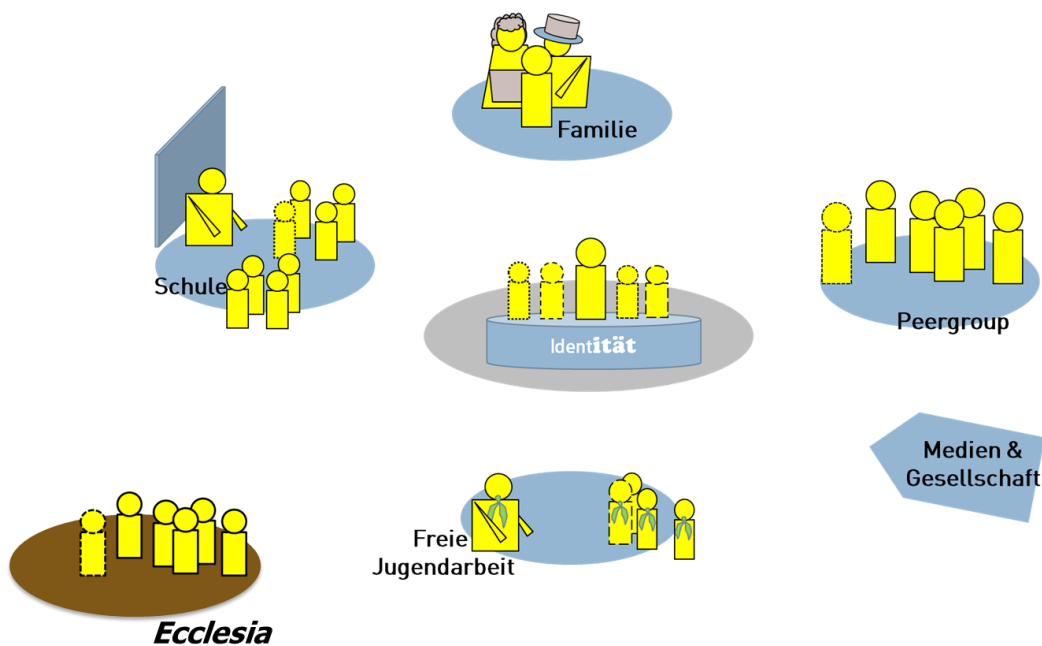 Familie
Schule
Peergroup
Identität
Medien &
Gesellschaft
Freie
Jugendarbeit
Ecclesia